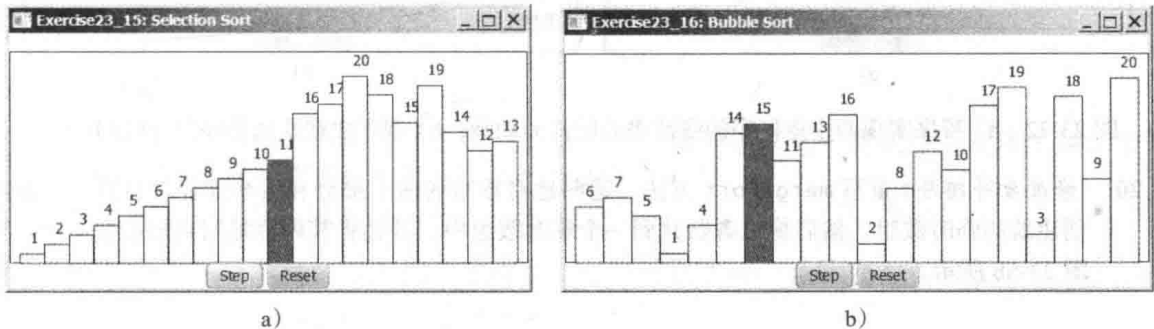 Exercise23_15: Selection Sort
1 2 3 4 5 6 7 8 9 10 11 16 17 20 18 15 19 14 12 13
Step Reset
a)
Exercise23_16: Bubble Sort
6 7 5 1 4 14 15 11 13 16 2 8 12 10 17 19 3 18 9 20
Step Reset
b)